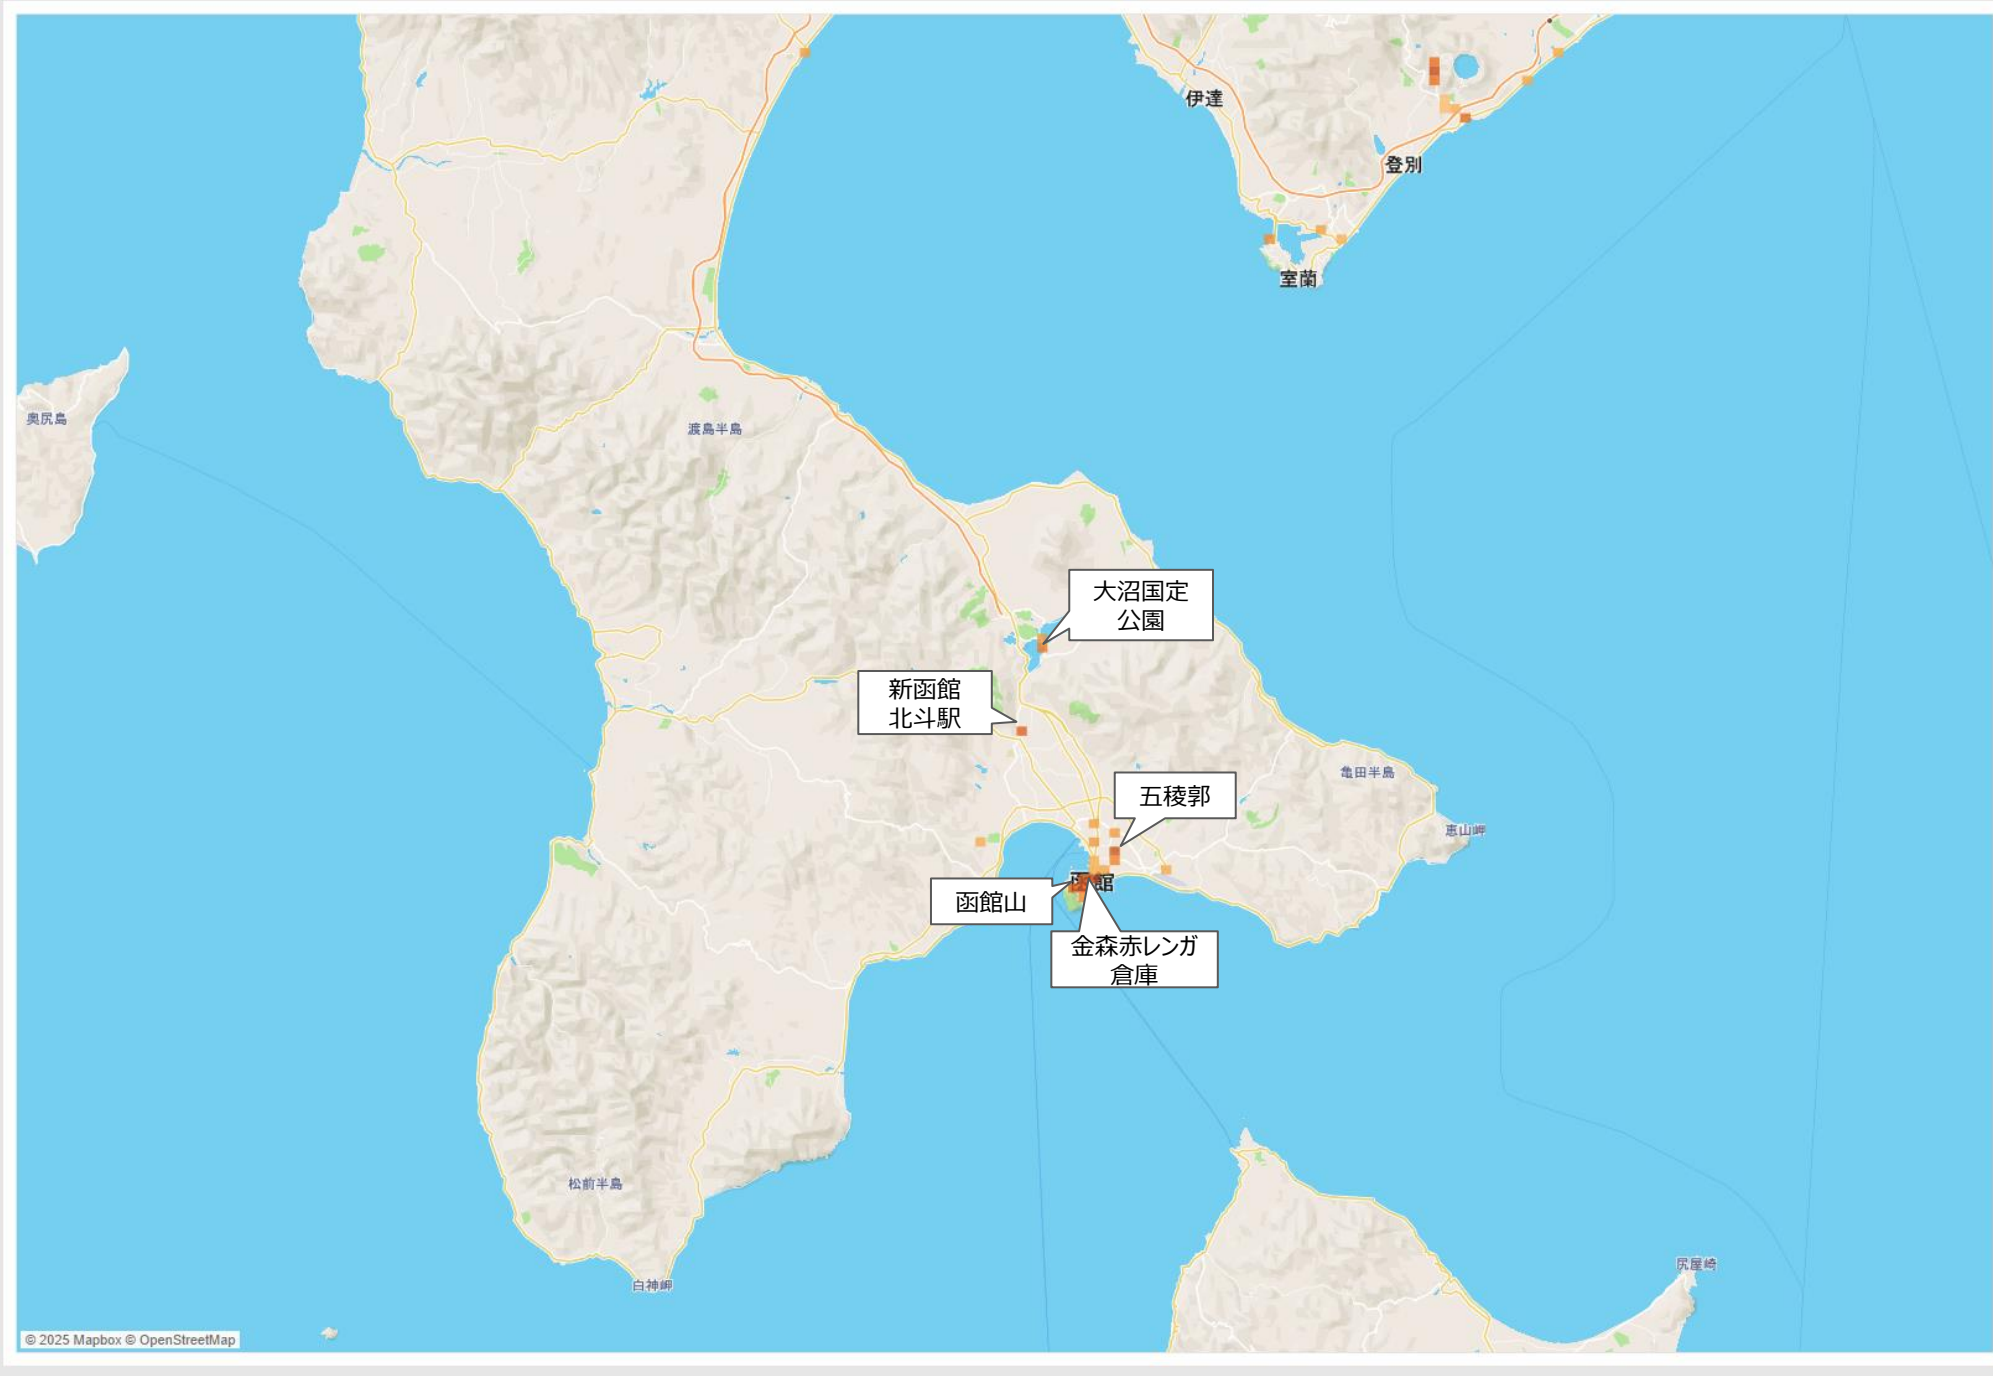 伊達
登別
室蘭
奥尻島
渡島半島
大沼国定
公園
新函館
北斗駅
亀田半島
五稜郭
恵山岬
函館
函館山
金森赤レンガ
倉庫
松前半島
尻屋崎
白神岬
© 2025 Mapbox © OpenStreetMap